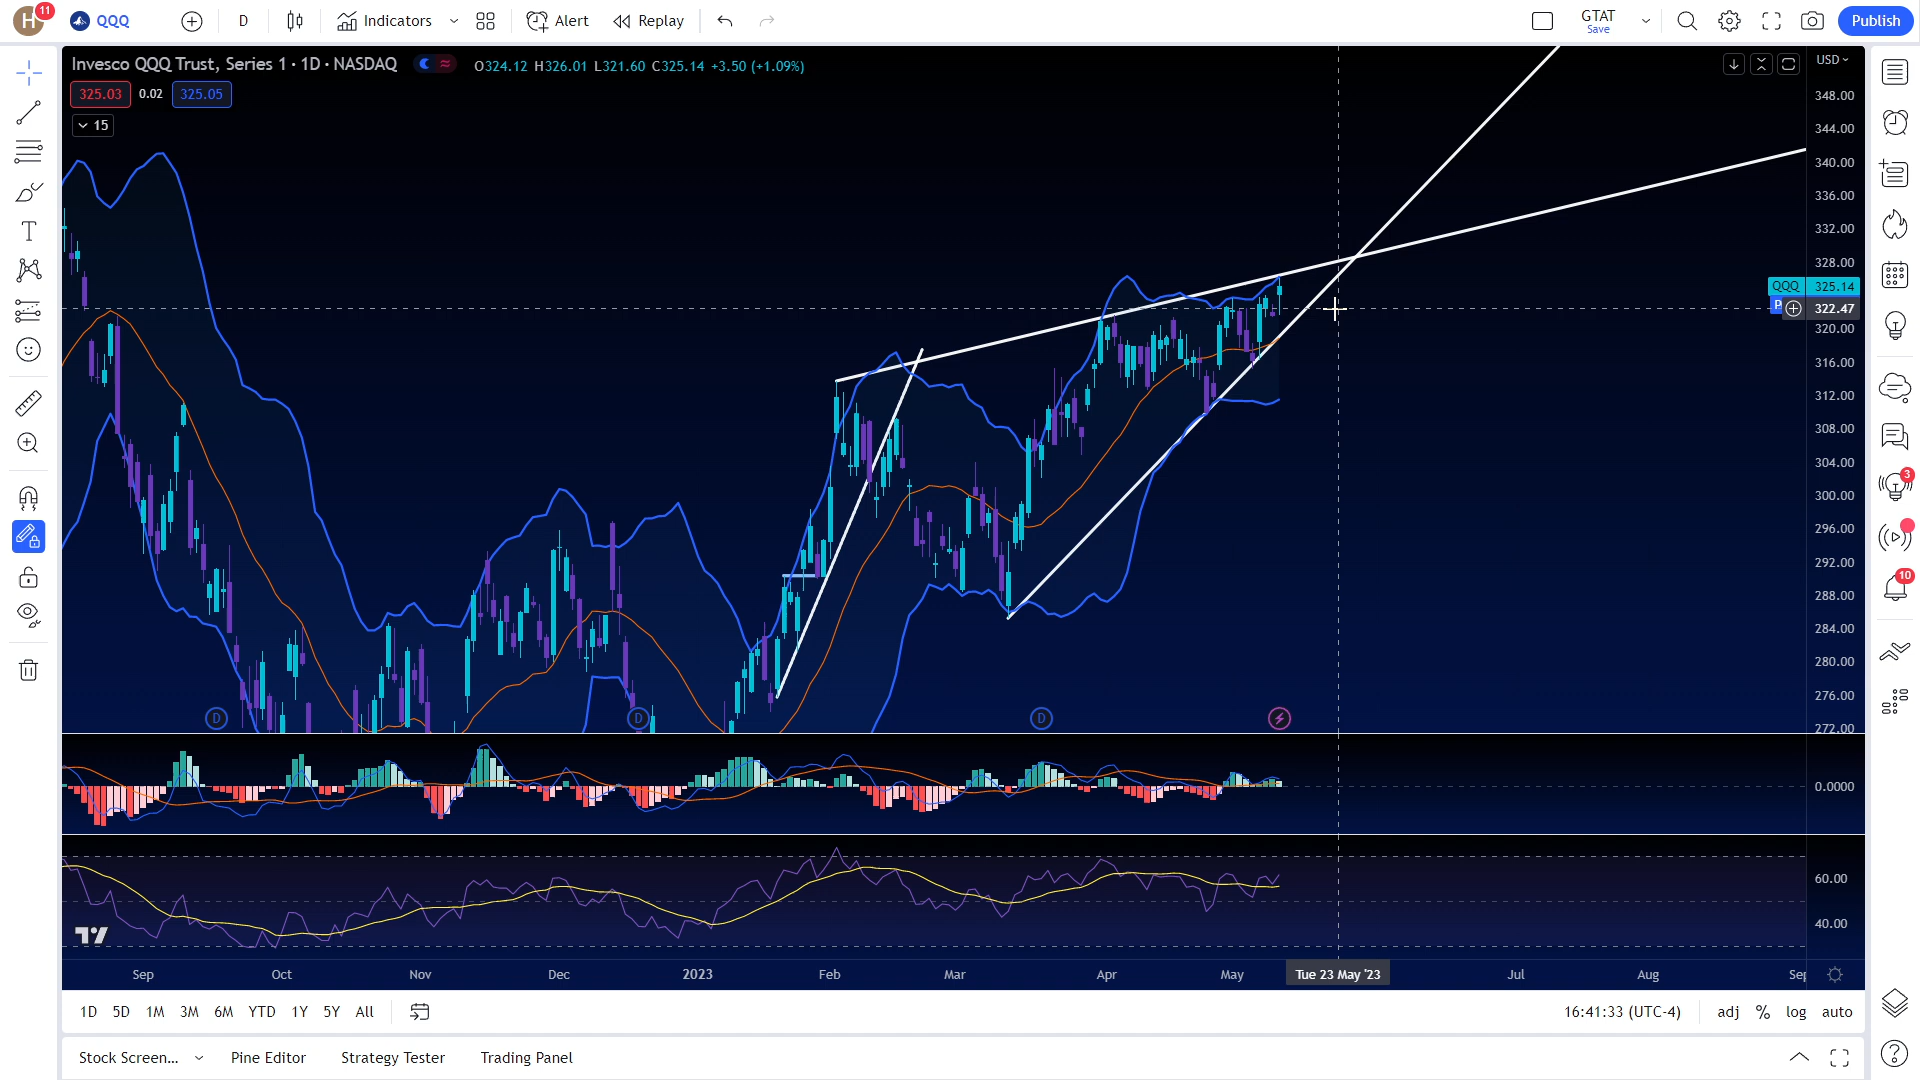 H 11 QQQ D Indicators Alert Replay GTAT Save Publish
Invesco QQQ Trust, Series 1 · 1D · NASDAQ O324.12 H326.01 L321.60 C325.14 +3.50 (+1.09%)
USD
325.03 0.02 325.05
15
348.00
344.00
340.00
336.00
332.00
328.00
QQQ 325.14
P 322.47
320.00
316.00
312.00
308.00
304.00
300.00
296.00
292.00
288.00
284.00
280.00
276.00
272.00
D D D
0.0000
60.00
40.00
Sep Oct Nov Dec 2023 Feb Mar Apr May Tue 23 May '23 Jul Aug Sep
1D 5D 1M 3M 6M YTD 1Y 5Y All 16:41:33 (UTC-4) adj % log auto
Stock Screen... Pine Editor Strategy Tester Trading Panel
3
10